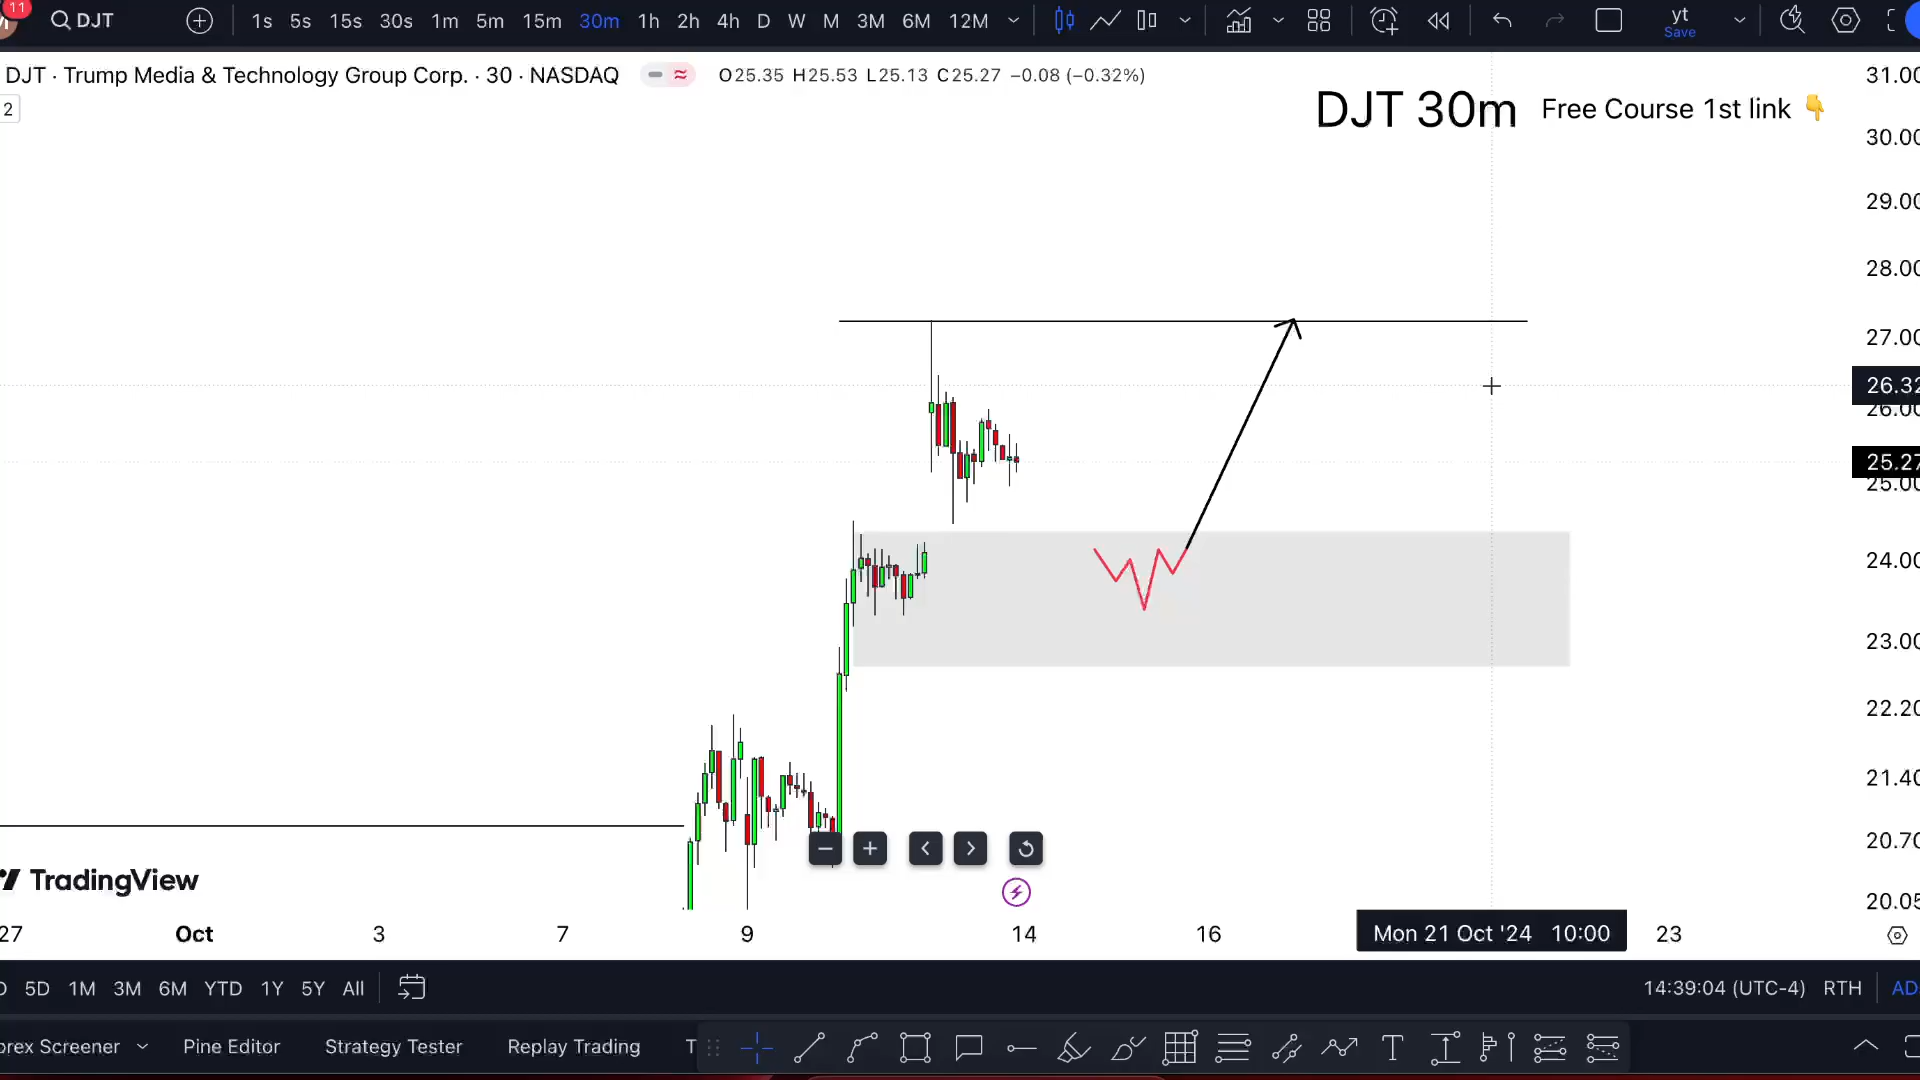 11
DJT 1s 5s 15s 30s 1m 5m 15m 30m 1h 2h 4h D W M 3M 6M 12M yt
Save
DJT · Trump Media & Technology Group Corp. · 30 · NASDAQ O25.35 H25.53 L25.13 C25.27 −0.08 (−0.32%)
2
DJT 30m Free Course 1st link 👇
31.00
30.00
29.00
28.00
27.00
26.32
26.00
25.27
25.00
24.00
23.00
22.20
21.40
20.70
20.05
TradingView
27 Oct 3 7 9 14 16 Mon 21 Oct '24 10:00 23
5D 1M 3M 6M YTD 1Y 5Y All 14:39:04 (UTC-4) RTH AD
orex Screener Pine Editor Strategy Tester Replay Trading T